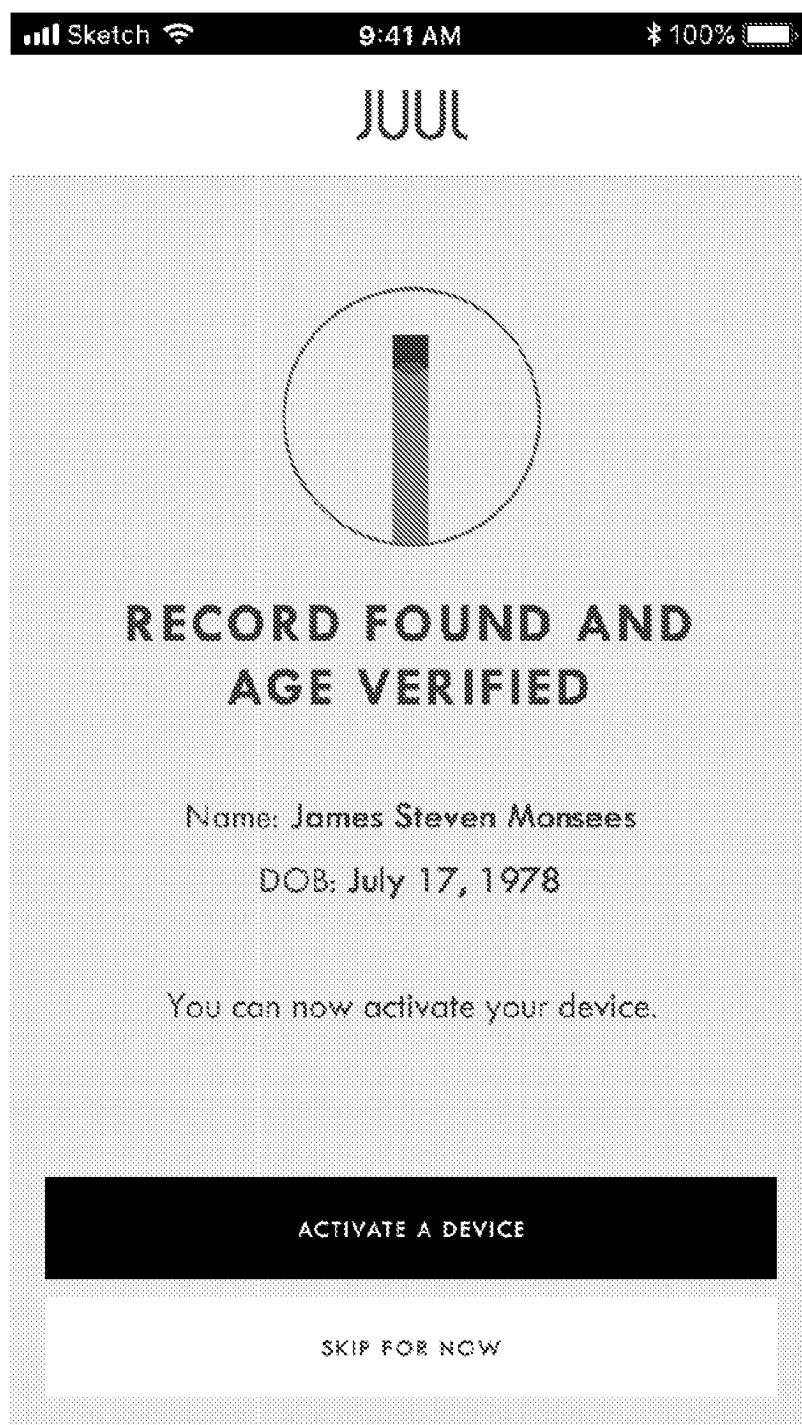 Sketch 9:41 AM 100%
JUUL
RECORD FOUND AND
AGE VERIFIED
Name: James Steven Monsees
DOB: July 17, 1978
You can now activate your device.
ACTIVATE A DEVICE
SKIP FOR NOW